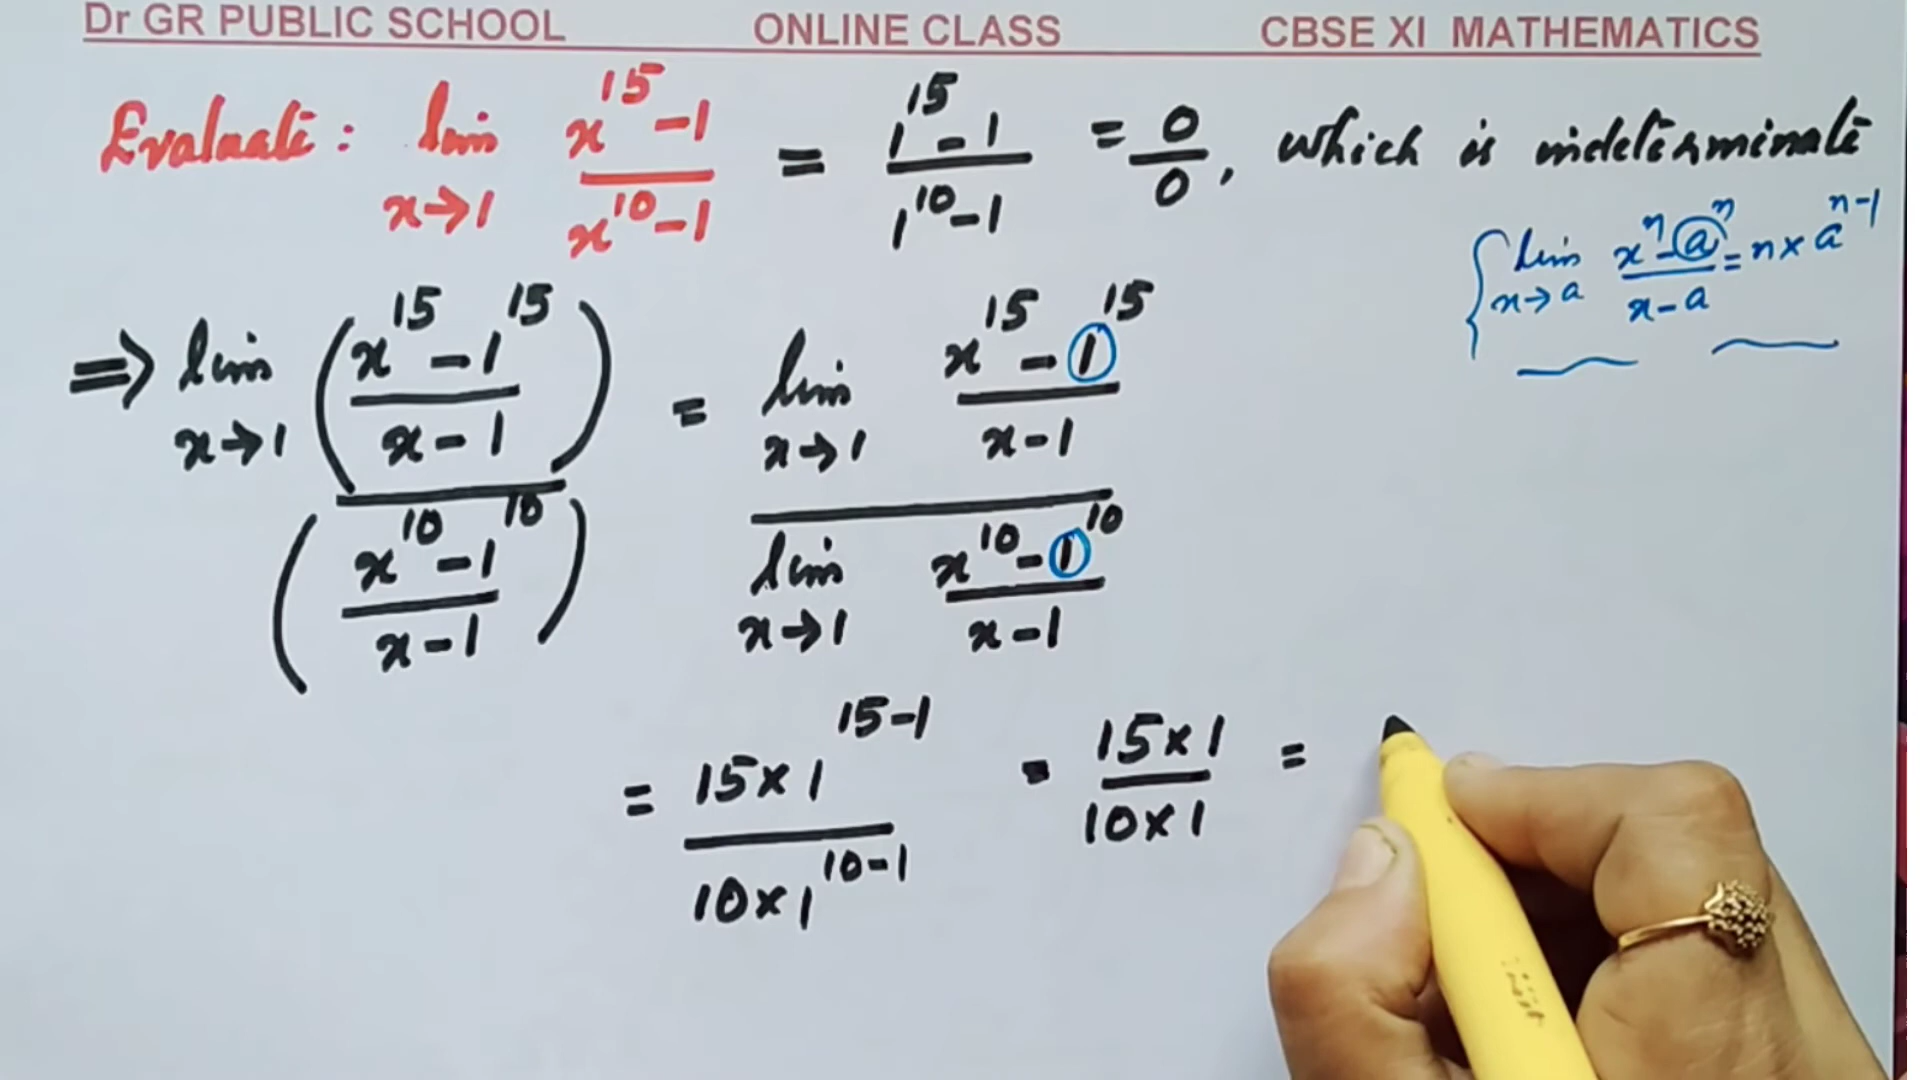 Dr GR PUBLIC SCHOOL ONLINE CLASS CBSE XI MATHEMATICS
Evaluate: lim x→1 (x^15 - 1)/(x^10 - 1) = (1^15 - 1)/(1^10 - 1) = 0/0, which is indeterminate
{ lim x→a (x^n - a^n)/(x - a) = n × a^(n-1)
⇒ lim x→1 ((x^15 - 1^15)/(x - 1)) / ((x^10 - 1^10)/(x - 1)) = lim x→1 (x^15 - 1^15)/(x - 1) / lim x→1 (x^10 - 1^10)/(x - 1)
= (15 × 1^(15-1))/(10 × 1^(10-1)) = (15 × 1)/(10 × 1) =